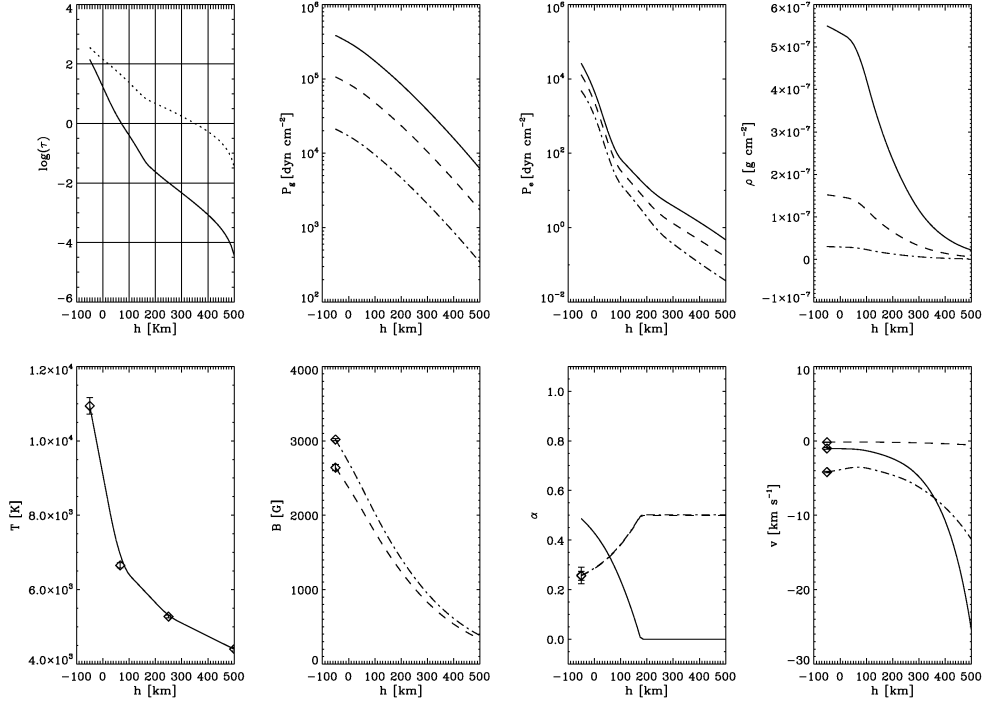 4
2
0
−2
−4
−6
log(τ)
−100 0 100 200 300 400 500
h [Km]
10⁶
10⁵
10⁴
10³
10²
P_g [dyn cm⁻²]
−100 0 100 200 300 400 500
h [km]
10⁶
10⁴
10²
10⁰
10⁻²
P_e [dyn cm⁻²]
−100 0 100 200 300 400 500
h [km]
6×10⁻⁷
5×10⁻⁷
4×10⁻⁷
3×10⁻⁷
2×10⁻⁷
1×10⁻⁷
0
−1×10⁻⁷
ρ [g cm⁻²]
−100 0 100 200 300 400 500
h [km]
1.2×10⁴
1.0×10⁴
8.0×10³
6.0×10³
4.0×10³
T [K]
−100 0 100 200 300 400 500
h [km]
4000
3000
2000
1000
0
B [G]
−100 0 100 200 300 400 500
h [km]
1.0
0.8
0.6
0.4
0.2
0.0
α
−100 0 100 200 300 400 500
h [km]
10
0
−10
−20
−30
v [km s⁻¹]
−100 0 100 200 300 400 500
h [km]